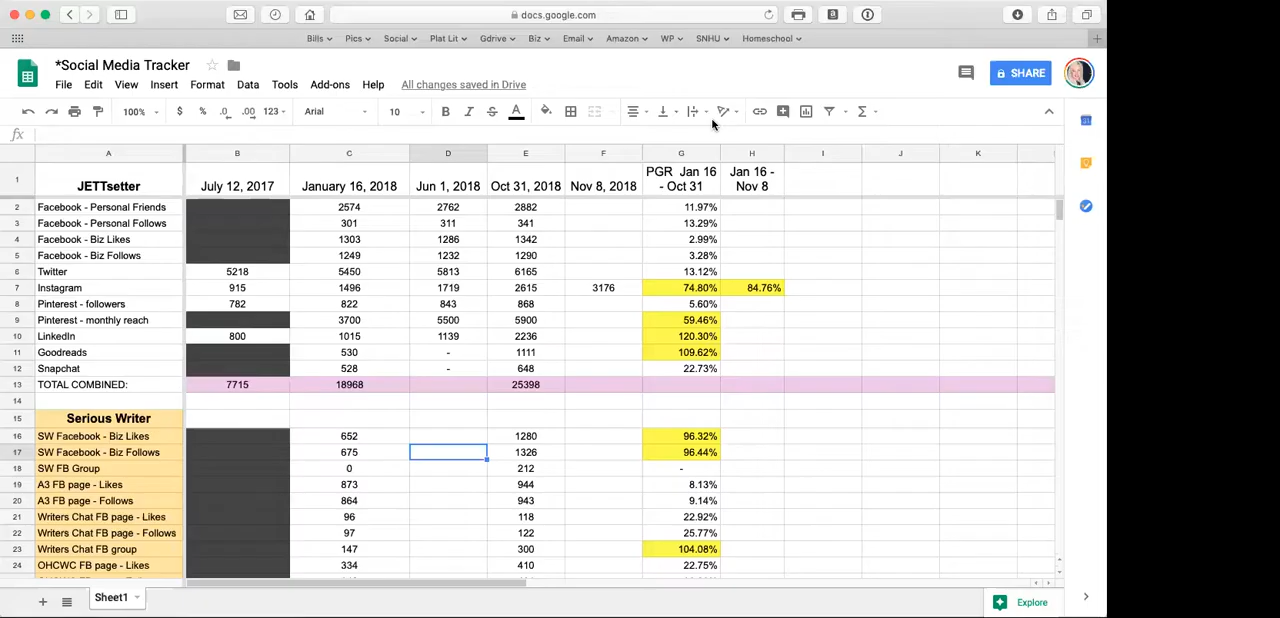 docs.google.com
Bills Pics Social Plat Lit Gdrive Biz Email Amazon WP SNHU Homeschool
*Social Media Tracker
File Edit View Insert Format Data Tools Add-ons Help All changes saved in Drive
SHARE
100% $ % .0 .00 123 Arial 10 B I S A
fx
A B C D E F G H I J K
1 JETTsetter July 12, 2017 January 16, 2018 Jun 1, 2018 Oct 31, 2018 Nov 8, 2018 PGR Jan 16 - Oct 31 Jan 16 - Nov 8
2 Facebook - Personal Friends 2574 2762 2882 11.97%
3 Facebook - Personal Follows 301 311 341 13.29%
4 Facebook - Biz Likes 1303 1286 1342 2.99%
5 Facebook - Biz Follows 1249 1232 1290 3.28%
6 Twitter 5218 5450 5813 6165 13.12%
7 Instagram 915 1496 1719 2615 3176 74.80% 84.76%
8 Pinterest - followers 782 822 843 868 5.60%
9 Pinterest - monthly reach 3700 5500 5900 59.46%
10 LinkedIn 800 1015 1139 2236 120.30%
11 Goodreads 530 - 1111 109.62%
12 Snapchat 528 - 648 22.73%
13 TOTAL COMBINED: 7715 18968 25398
14
15 Serious Writer
16 SW Facebook - Biz Likes 652 1280 96.32%
17 SW Facebook - Biz Follows 675 1326 96.44%
18 SW FB Group 0 212 -
19 A3 FB page - Likes 873 944 8.13%
20 A3 FB page - Follows 864 943 9.14%
21 Writers Chat FB page - Likes 96 118 22.92%
22 Writers Chat FB page - Follows 97 122 25.77%
23 Writers Chat FB group 147 300 104.08%
24 OHCWC FB page - Likes 334 410 22.75%
Sheet1
Explore